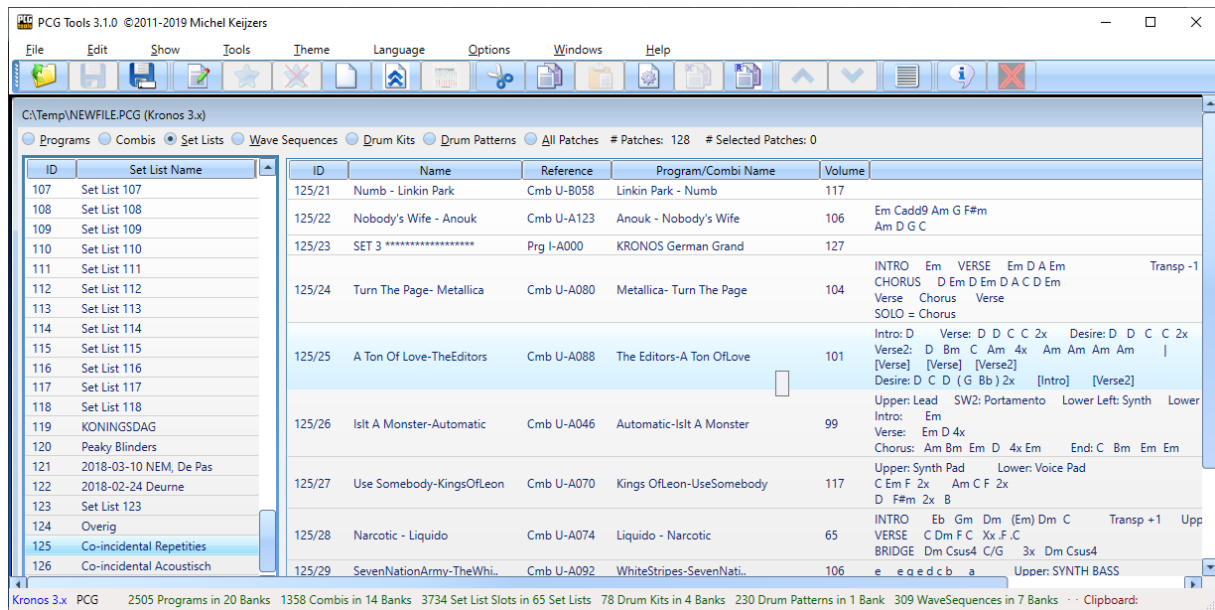 PCG Tools 3.1.0 ©2011-2019 Michel Keijzers
File Edit Show Tools Theme Language Options Windows Help
C:\Temp\NEWFILE.PCG (Kronos 3.x)
Programs Combis Set Lists Wave Sequences Drum Kits Drum Patterns All Patches # Patches: 128 # Selected Patches: 0
ID Set List Name
107 Set List 107
108 Set List 108
109 Set List 109
110 Set List 110
111 Set List 111
112 Set List 112
113 Set List 113
114 Set List 114
115 Set List 115
116 Set List 116
117 Set List 117
118 Set List 118
119 KONINGSDAG
120 Peaky Blinders
121 2018-03-10 NEM, De Pas
122 2018-02-24 Deurne
123 Set List 123
124 Overig
125 Co-incidental Repetities
126 Co-incidental Acoustisch
ID Name Reference Program/Combi Name Volume
125/21 Numb - Linkin Park Cmb U-B058 Linkin Park - Numb 117
125/22 Nobody's Wife - Anouk Cmb U-A123 Anouk - Nobody's Wife 106
Em Cadd9 Am G F#m
Am D G C
125/23 SET 3 ****************** Prg I-A000 KRONOS German Grand 127
125/24 Turn The Page- Metallica Cmb U-A080 Metallica- Turn The Page 104
INTRO Em VERSE Em D A Em Transp -1
CHORUS D Em D Em D A C D Em
Verse Chorus Verse
SOLO = Chorus
125/25 A Ton Of Love-TheEditors Cmb U-A088 The Editors-A Ton OfLove 101
Intro: D Verse: D D C C 2x Desire: D D C C 2x
Verse2: D Bm C Am 4x Am Am Am Am |
[Verse] [Verse] [Verse2]
Desire: D C D ( G Bb ) 2x [Intro] [Verse2]
125/26 IsIt A Monster-Automatic Cmb U-A046 Automatic-IsIt A Monster 99
Upper: Lead SW2: Portamento Lower Left: Synth Lower
Intro: Em
Verse: Em D 4x
Chorus: Am Bm Em D 4x Em End: C Bm Em Em
125/27 Use Somebody-KingsOfLeon Cmb U-A070 Kings OfLeon-UseSomebody 117
Upper: Synth Pad Lower: Voice Pad
C Em F 2x Am C F 2x
D F#m 2x B
125/28 Narcotic - Liquido Cmb U-A074 Liquido - Narcotic 65
INTRO Eb Gm Dm (Em) Dm C Transp +1 Upp
VERSE C Dm F C Xx .F .C
BRIDGE Dm Csus4 C/G 3x Dm Csus4
125/29 SevenNationArmy-TheWhi.. Cmb U-A092 WhiteStripes-SevenNati.. 106 e e g e d c b a Upper: SYNTH BASS
Kronos 3.x PCG 2505 Programs in 20 Banks 1358 Combis in 14 Banks 3734 Set List Slots in 65 Set Lists 78 Drum Kits in 4 Banks 230 Drum Patterns in 1 Bank 309 WaveSequences in 7 Banks Clipboard: